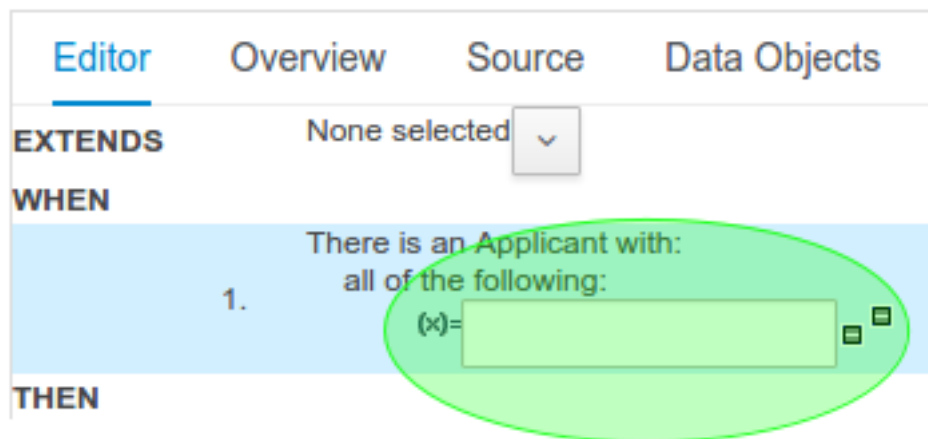 Editor Overview Source Data Objects
EXTENDS None selected
WHEN
There is an Applicant with:
all of the following:
1.
(x)=
THEN